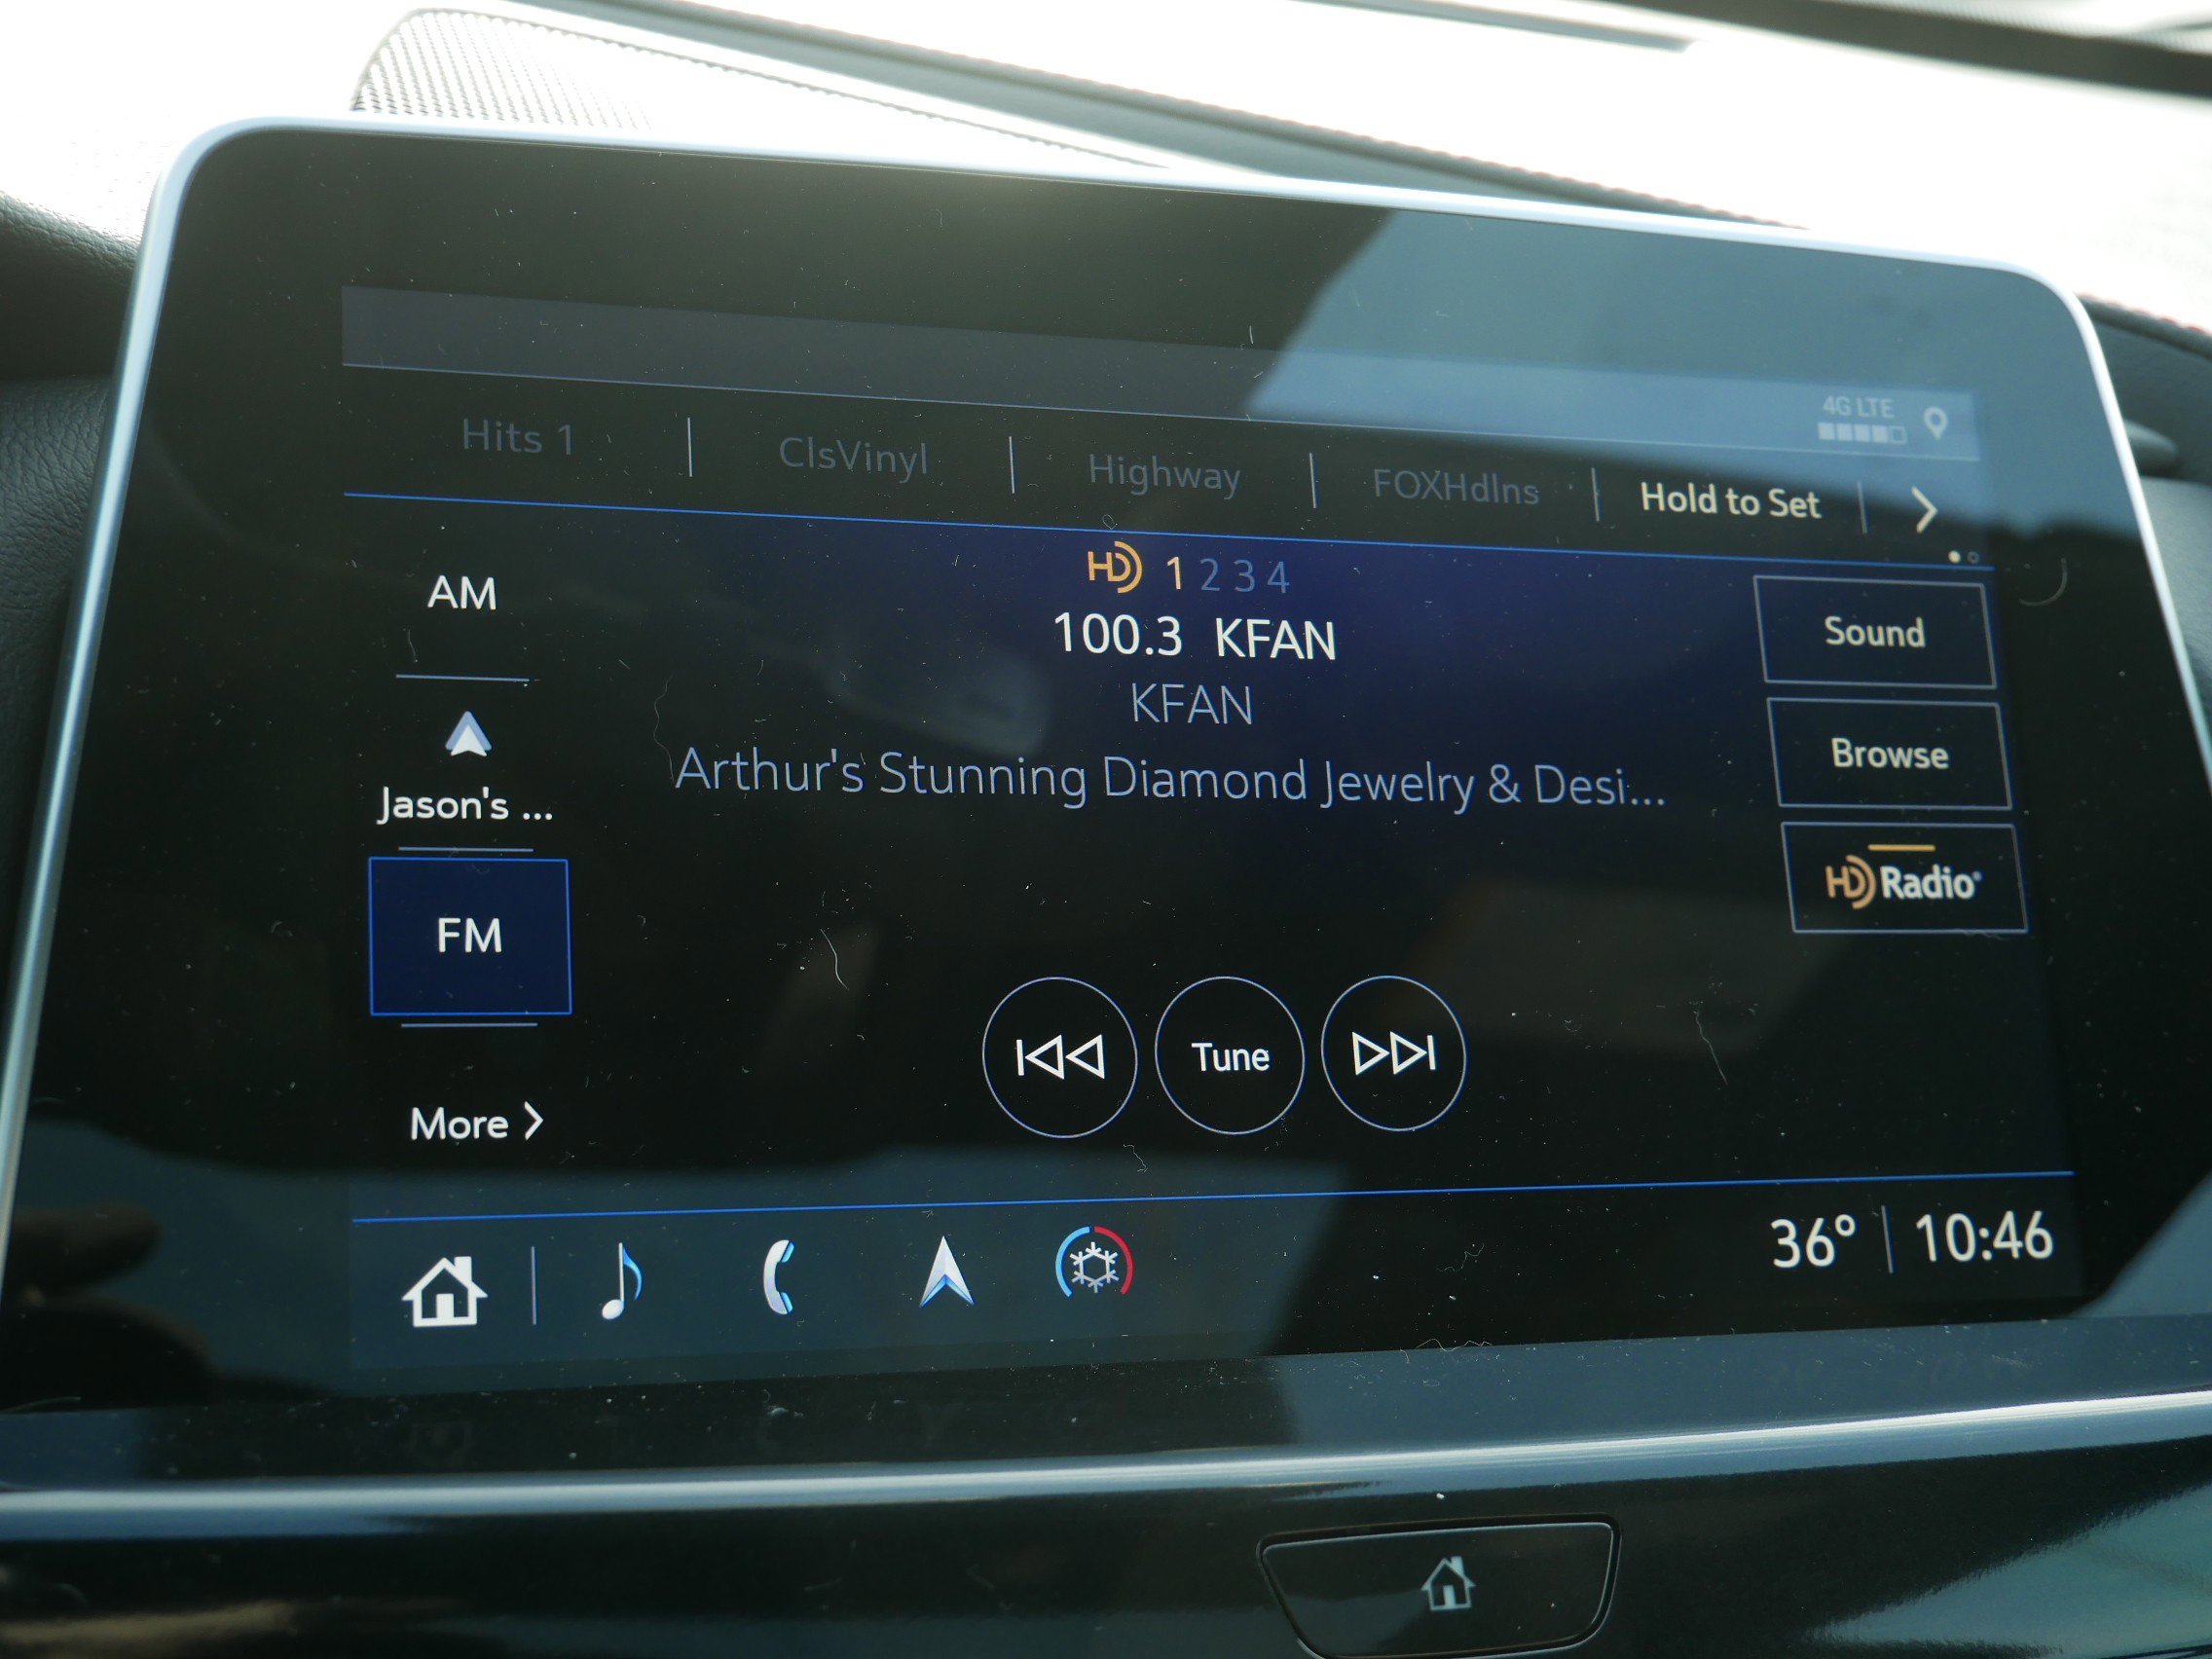 4G LTE
Hits 1 ClsVinyl Highway FOXHdlns Hold to Set
HD 1 2 3 4
100.3 KFAN
KFAN
Arthur's Stunning Diamond Jewelry & Desi...
AM
Jason's ...
FM
More
Sound
Browse
HD Radio®
Tune
36° 10:46